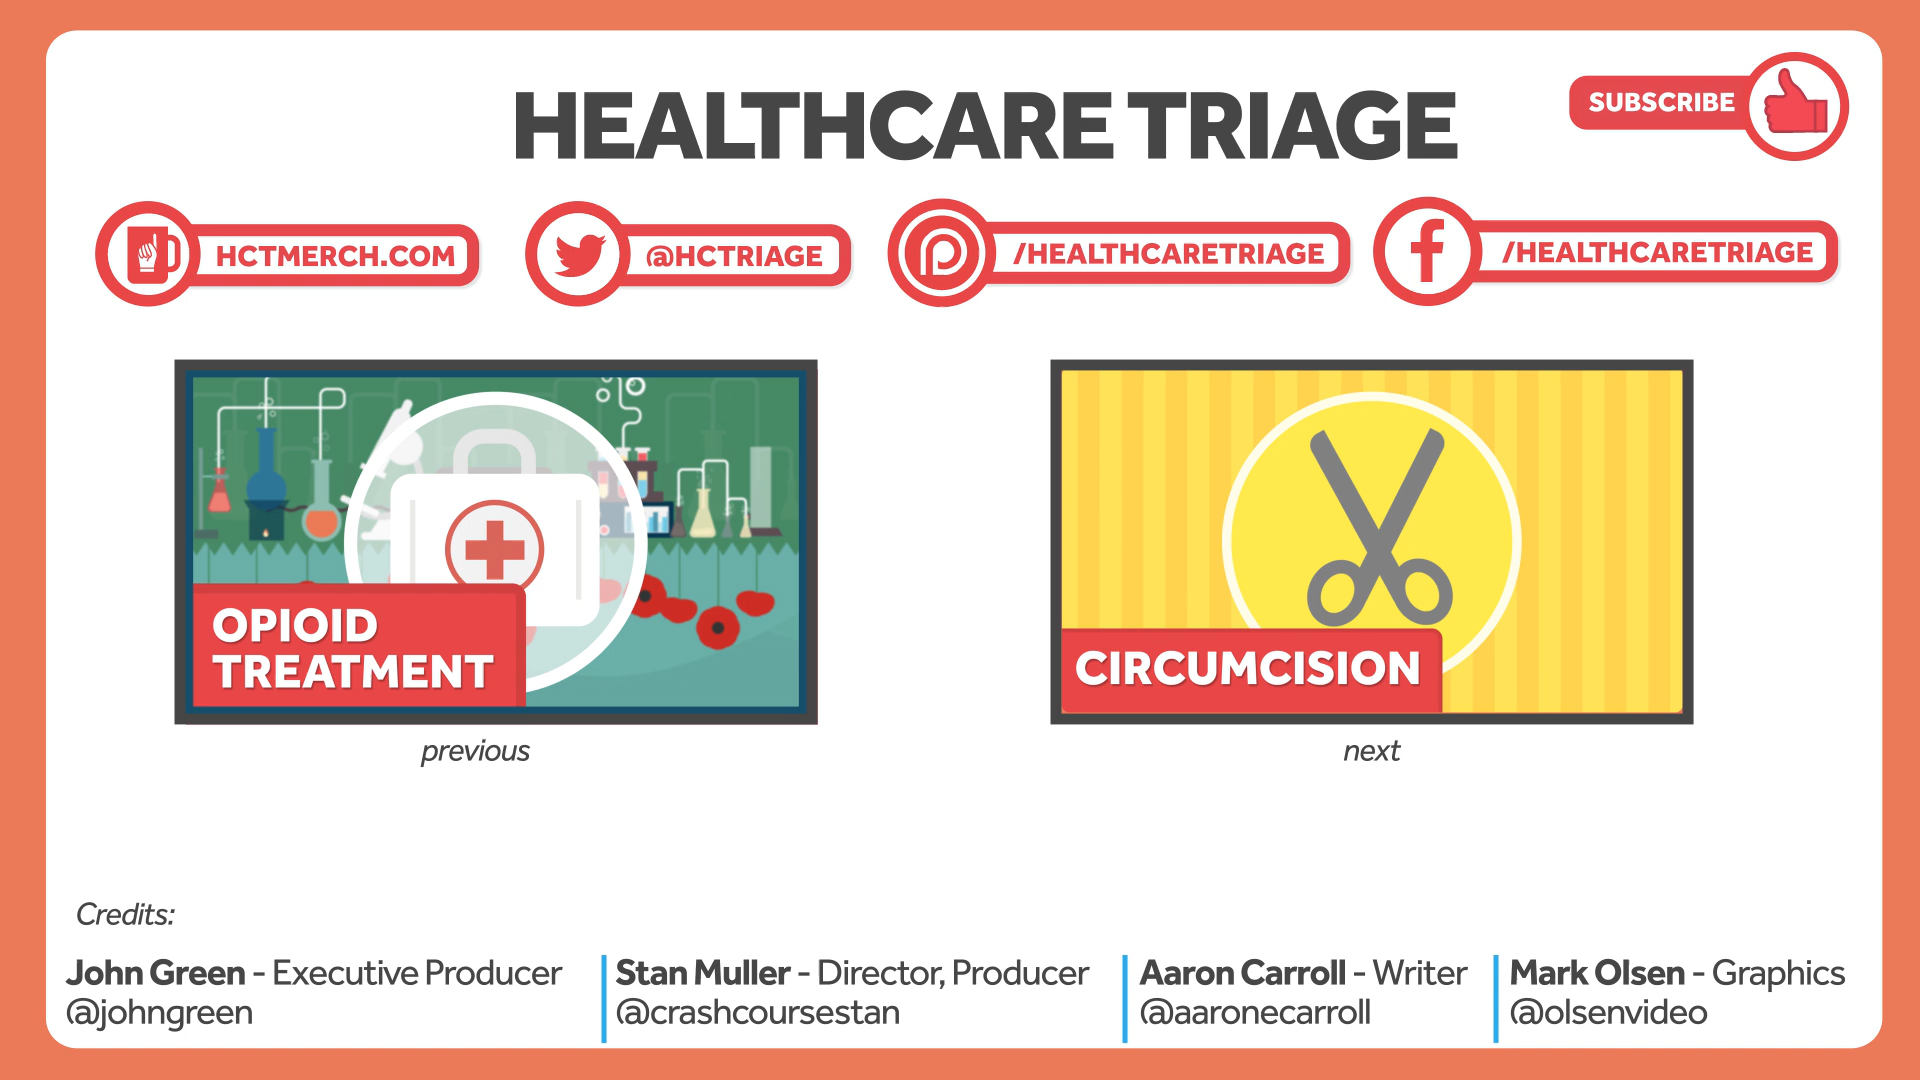 HEALTHCARE TRIAGE
SUBSCRIBE
HCTMERCH.COM
@HCTRIAGE
/HEALTHCARETRIAGE
/HEALTHCARETRIAGE
OPIOID
TREATMENT
previous
CIRCUMCISION
next
Credits:
John Green - Executive Producer
@johngreen
Stan Muller - Director, Producer
@crashcoursestan
Aaron Carroll - Writer
@aaronecarroll
Mark Olsen - Graphics
@olsenvideo